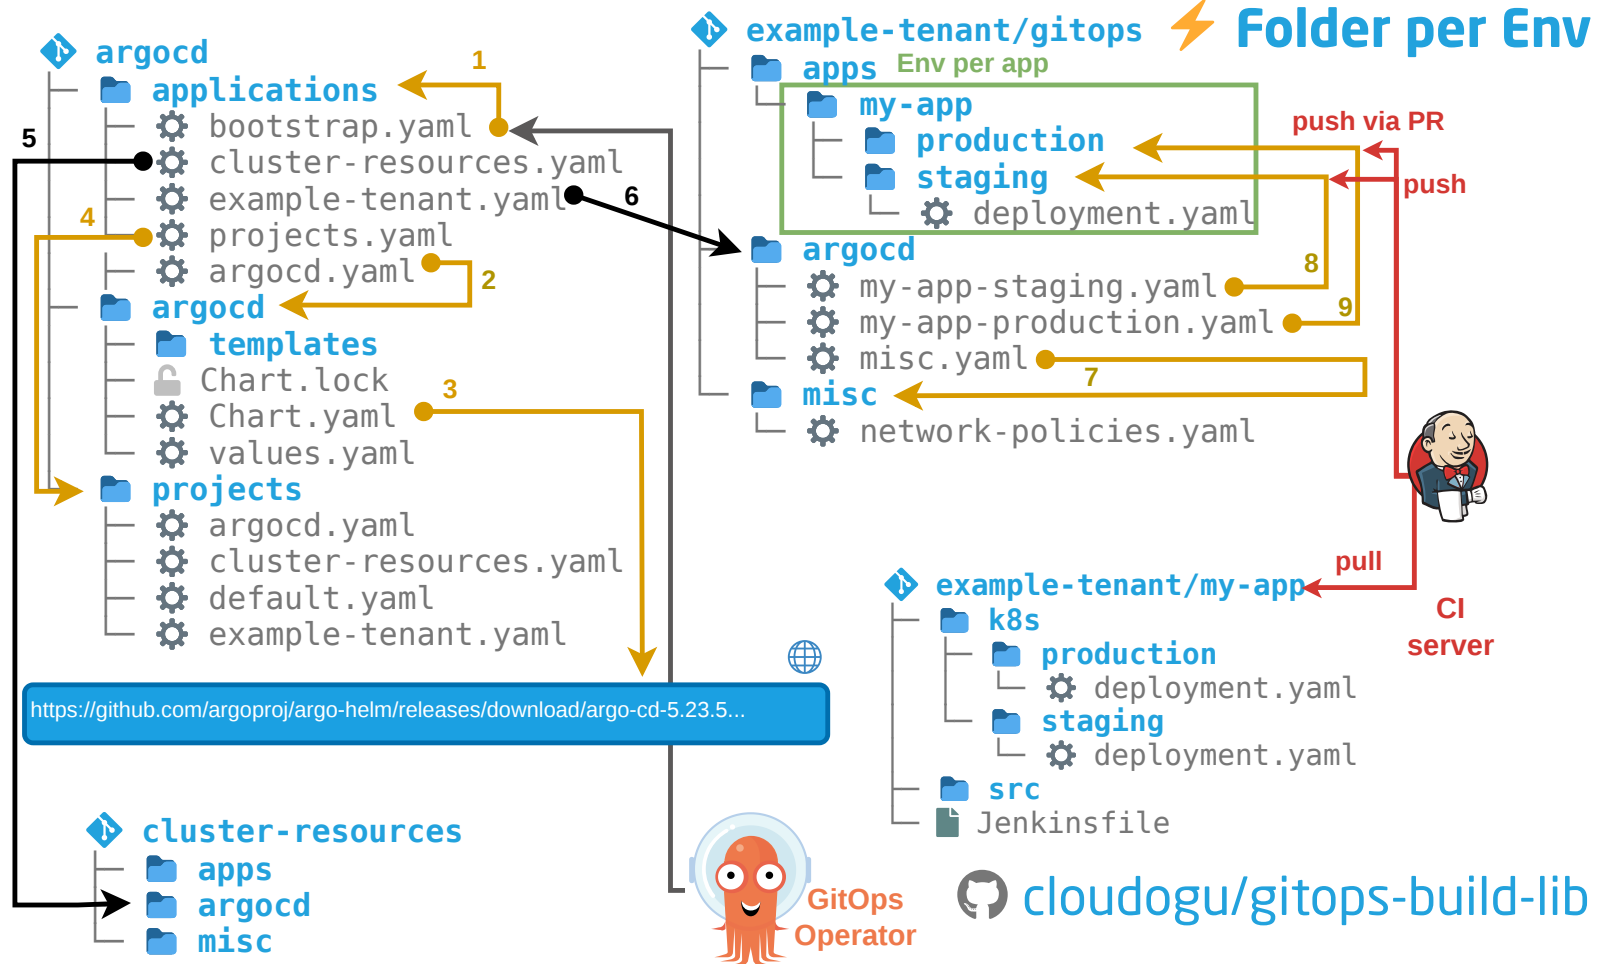 Folder per Env
argocd
applications
1
bootstrap.yaml
5
cluster-resources.yaml
example-tenant.yaml
6
4
projects.yaml
argocd.yaml
2
argocd
templates
Chart.lock
3
Chart.yaml
values.yaml
projects
argocd.yaml
cluster-resources.yaml
default.yaml
example-tenant.yaml
https://github.com/argoproj/argo-helm/releases/download/argo-cd-5.23.5...
cluster-resources
apps
argocd
misc
GitOps
Operator
example-tenant/gitops
apps
Env per app
my-app
production
staging
deployment.yaml
push via PR
push
argocd
8
my-app-staging.yaml
9
my-app-production.yaml
misc.yaml
7
misc
network-policies.yaml
pull
CI
server
example-tenant/my-app
k8s
production
deployment.yaml
staging
deployment.yaml
src
Jenkinsfile
cloudogu/gitops-build-lib